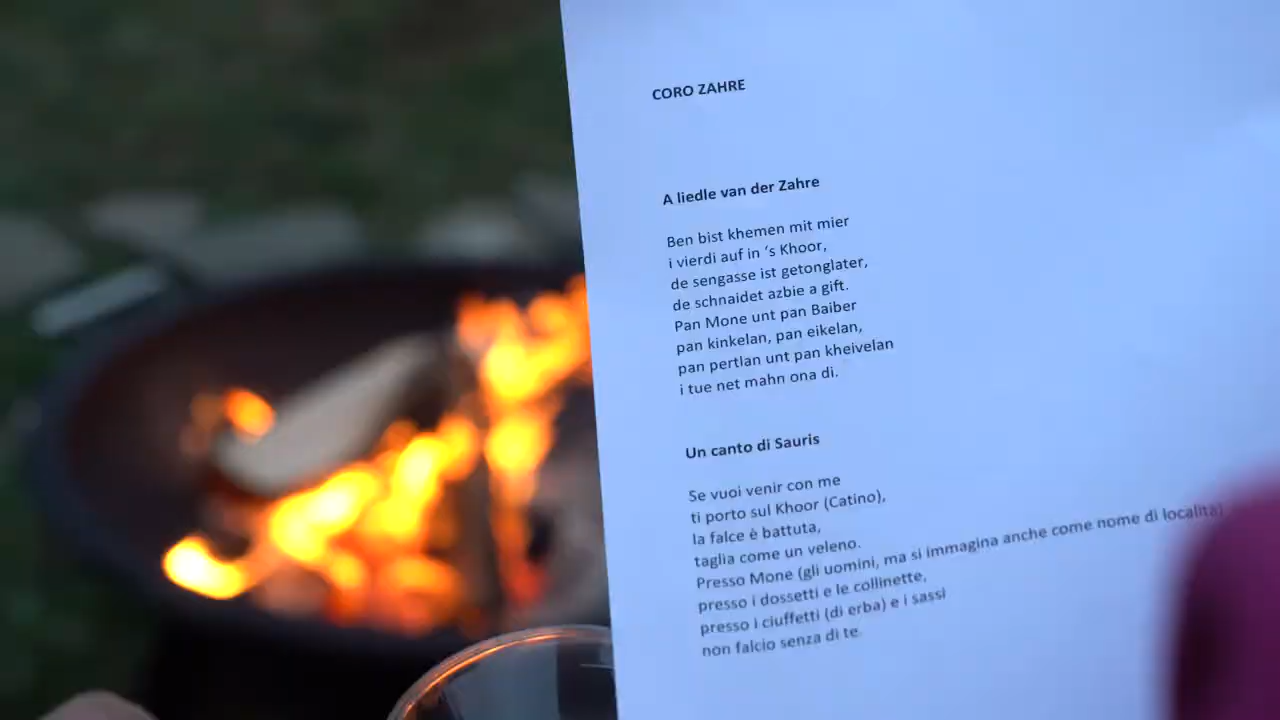 CORO ZAHRE
A liedle van der Zahre
Ben bist khemen mit mier
i vierdi auf in ‘s Khoor,
de sengasse ist getonglater,
de schnaidet azbie a gift.
Pan Mone unt pan Baiber
pan kinkelan, pan eikelan,
pan pertlan unt pan kheivelan
i tue net mahn ona di.
Un canto di Sauris
Se vuoi venir con me
ti porto sul Khoor (Catino),
la falce è battuta,
taglia come un veleno.
Presso Mone (gli uomini, ma si immagina anche come nome di località)
presso i dossetti e le collinette,
presso i ciuffetti (di erba) e i sassi
non falcio senza di te.